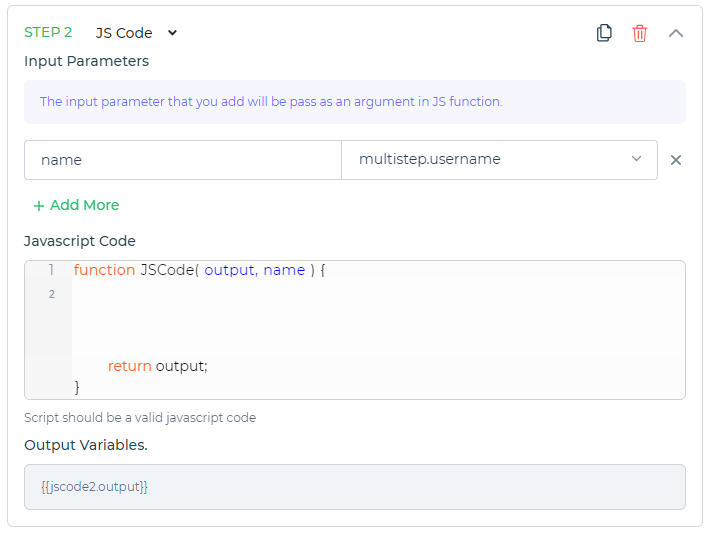 STEP 2 JS Code
Input Parameters
The input parameter that you add will be pass as an argument in JS function.
name multistep.username
+ Add More
Javascript Code
1 function JSCode( output, name ) {
2
return output;
}
Script should be a valid javascript code
Output Variables.
{{jscode2.output}}